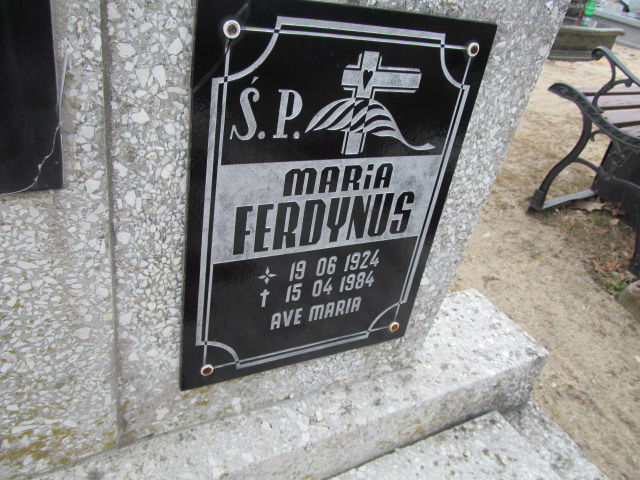 Ś.P.
MARiA
FERDYNUS
19 06 1924
15 04 1984
AVE MARIA